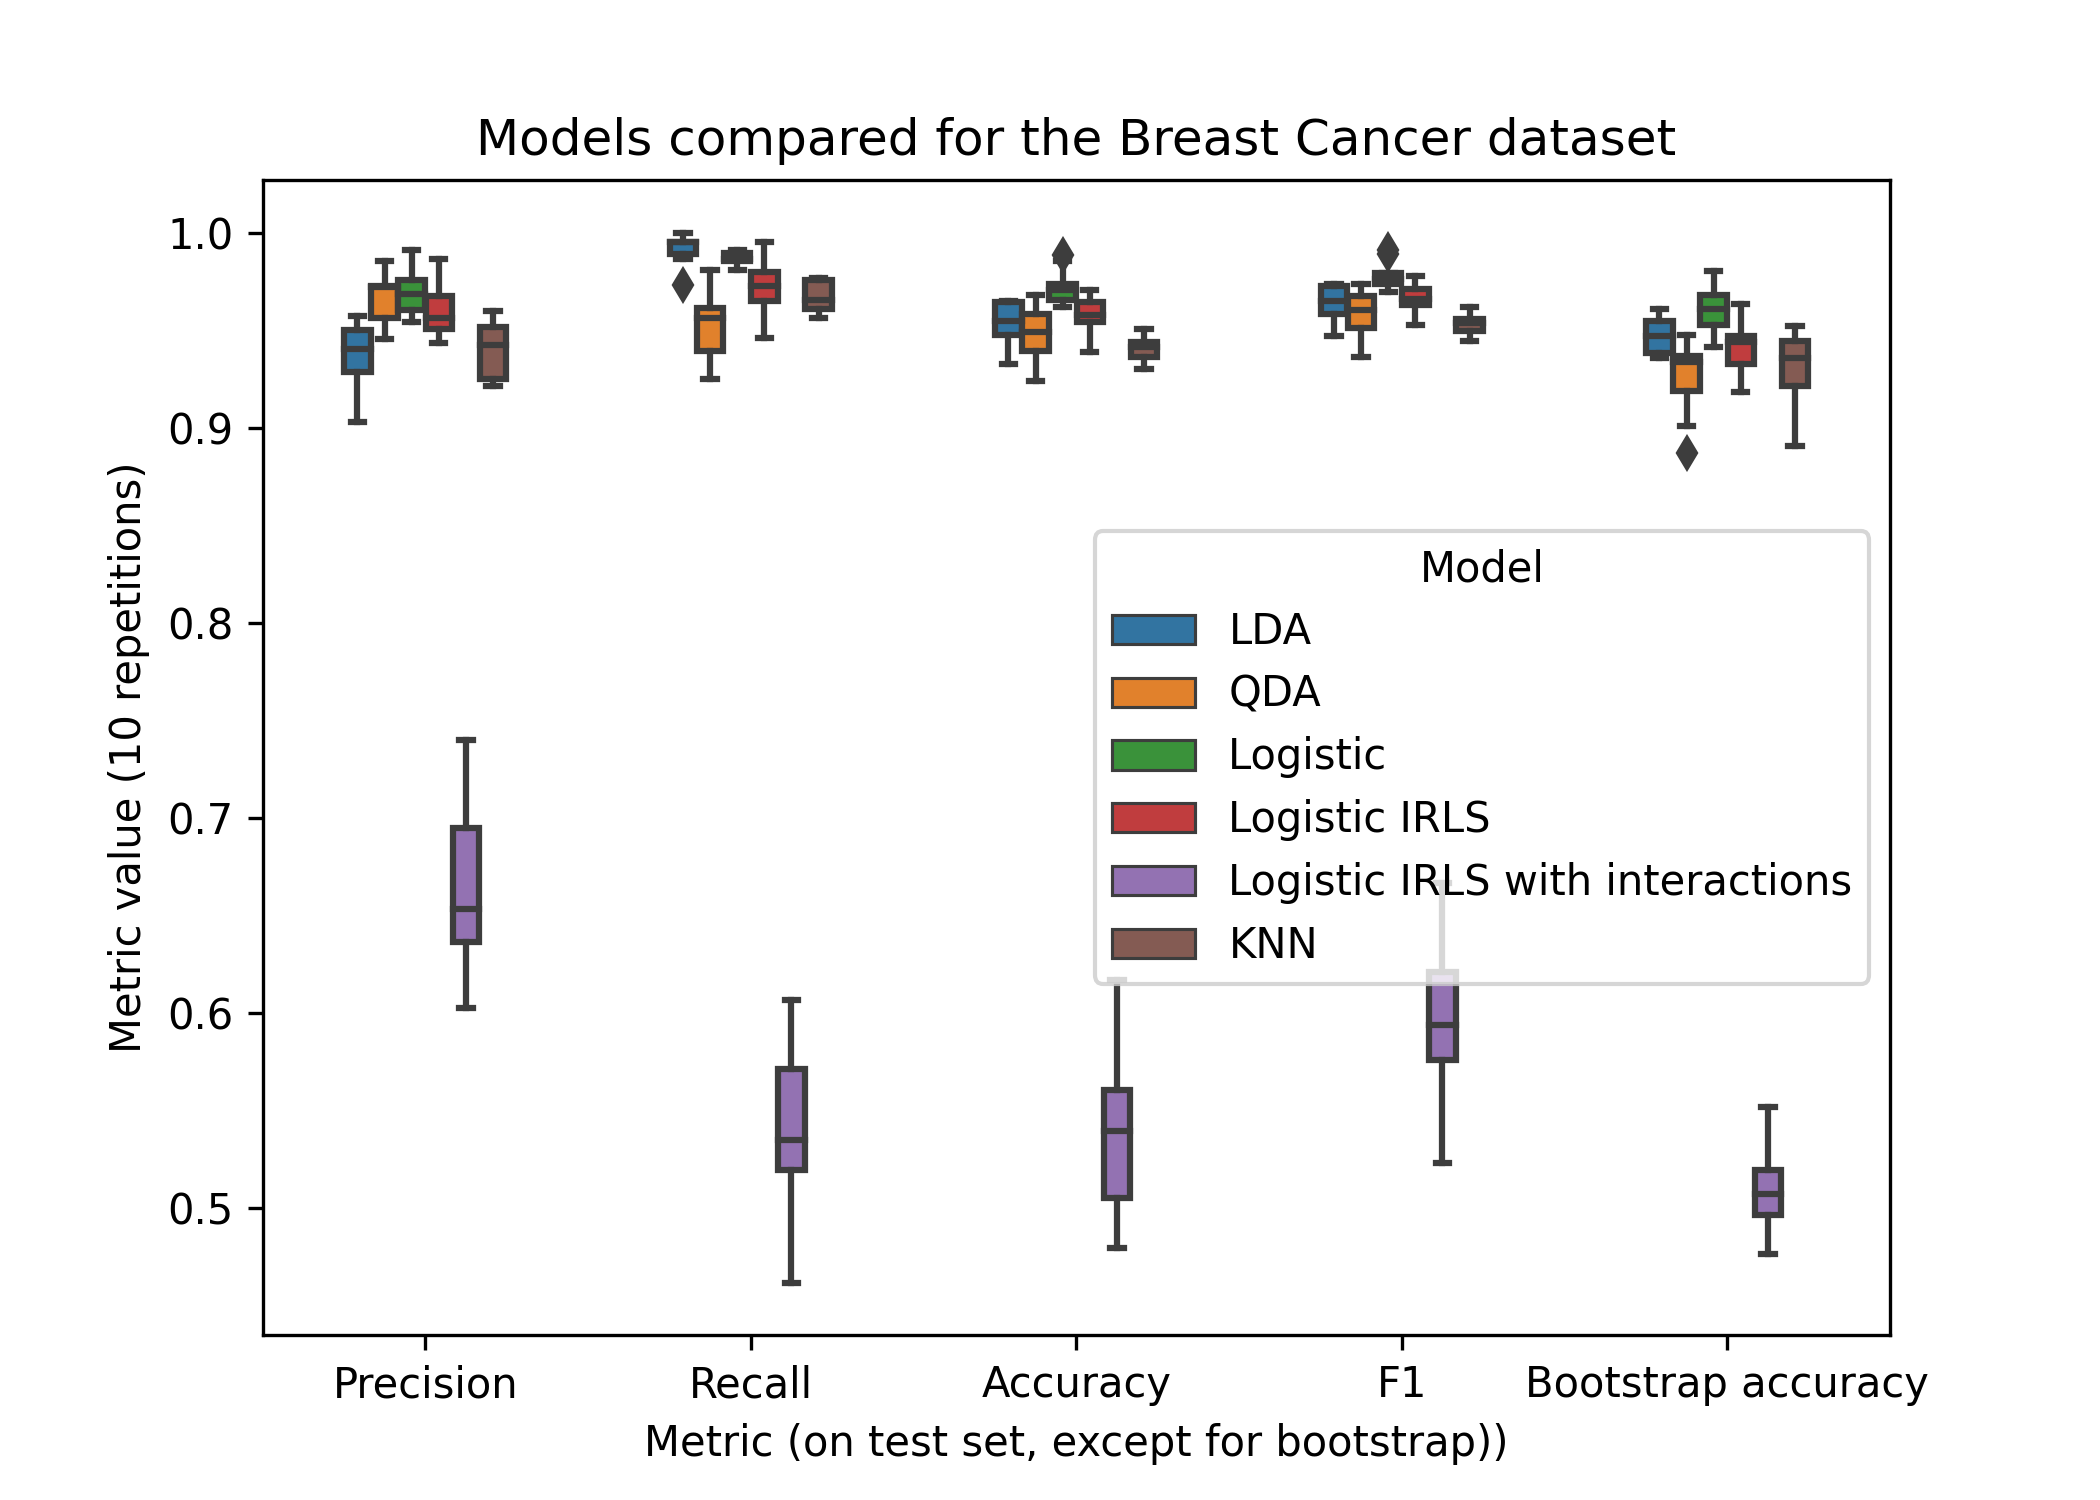 Models compared for the Breast Cancer dataset
Metric value (10 repetitions)
1.0
0.9
0.8
0.7
0.6
0.5
Model
LDA
QDA
Logistic
Logistic IRLS
Logistic IRLS with interactions
KNN
Precision Recall Accuracy F1 Bootstrap accuracy
Metric (on test set, except for bootstrap))